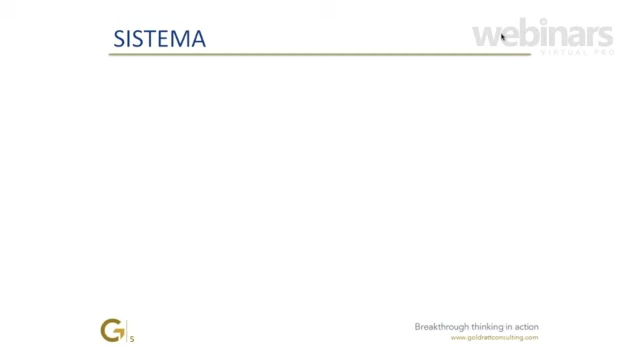 SISTEMA
webinars
VIRTUAL PRO
G
5
Breakthrough thinking in action
www.goldrattconsulting.com